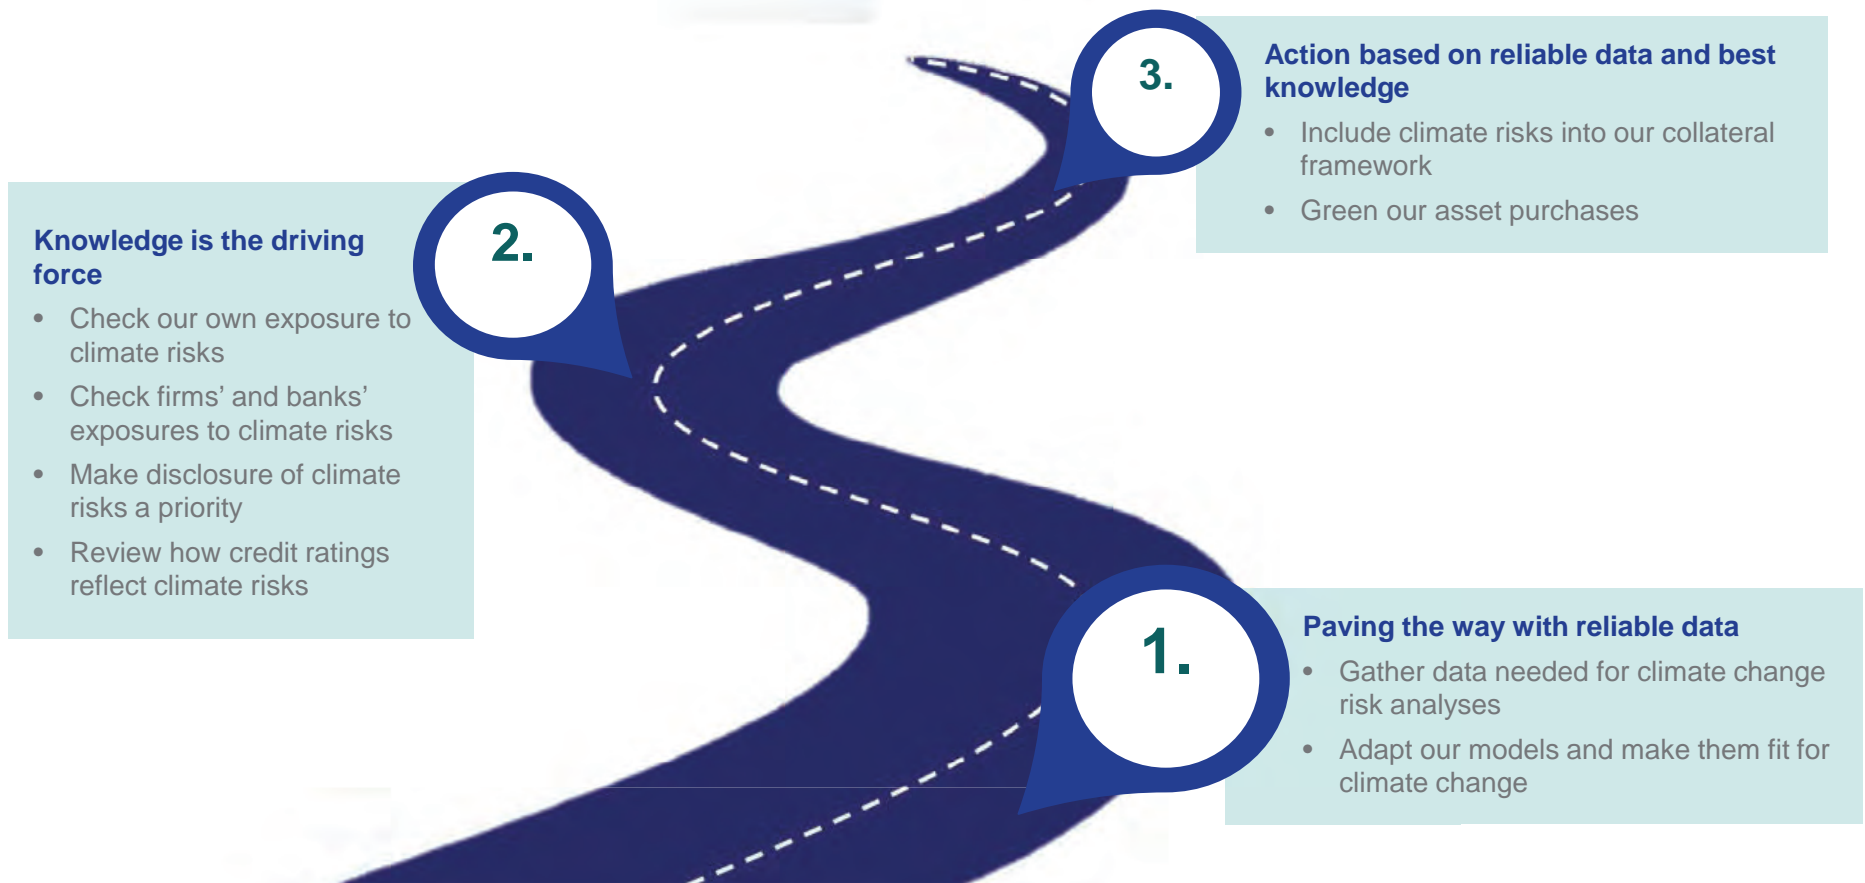 3.
Action based on reliable data and best
knowledge
• Include climate risks into our collateral
framework
• Green our asset purchases
2.
Knowledge is the driving
force
• Check our own exposure to
climate risks
• Check firms’ and banks’
exposures to climate risks
• Make disclosure of climate
risks a priority
• Review how credit ratings
reflect climate risks
1.
Paving the way with reliable data
• Gather data needed for climate change
risk analyses
• Adapt our models and make them fit for
climate change